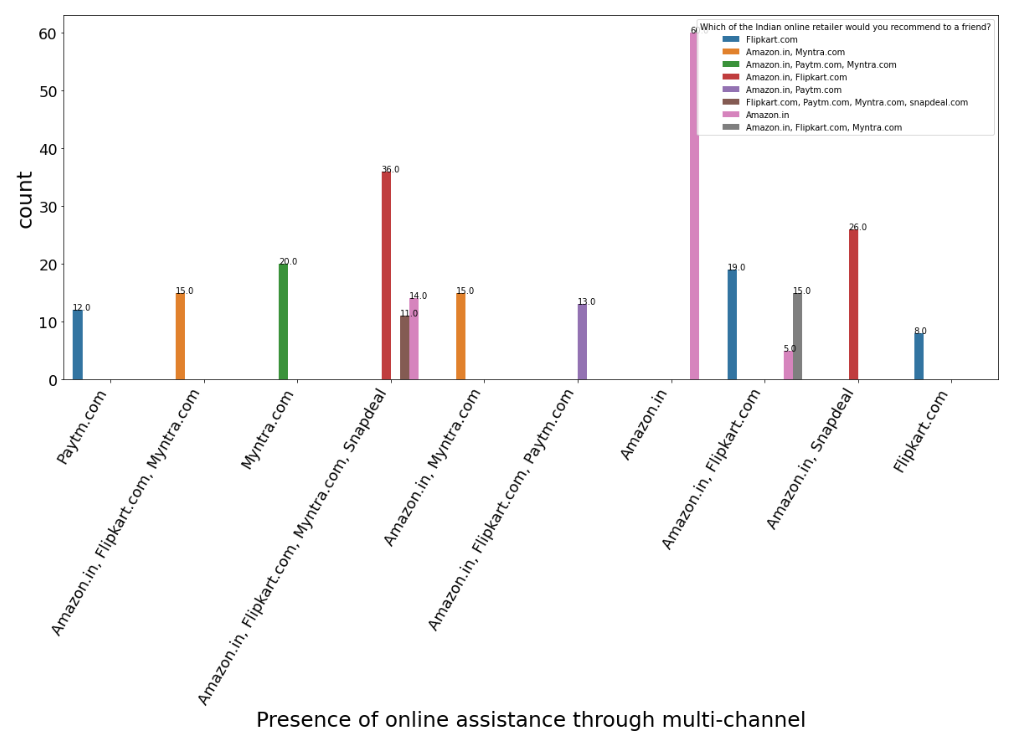 Which of the Indian online retailer would you recommend to a friend?
Flipkart.com
Amazon.in, Myntra.com
Amazon.in, Paytm.com, Myntra.com
Amazon.in, Flipkart.com
Amazon.in, Paytm.com
Flipkart.com, Paytm.com, Myntra.com, snapdeal.com
Amazon.in
Amazon.in, Flipkart.com, Myntra.com
count
60
50
40
30
20
10
0
12.0
15.0
20.0
36.0
11.0
14.0
15.0
13.0
19.0
5.0
15.0
26.0
8.0
Paytm.com
Amazon.in, Flipkart.com, Myntra.com
Myntra.com
Amazon.in, Flipkart.com, Myntra.com, Snapdeal
Amazon.in, Myntra.com
Amazon.in, Flipkart.com, Paytm.com
Amazon.in
Amazon.in, Flipkart.com
Amazon.in, Snapdeal
Flipkart.com
Presence of online assistance through multi-channel